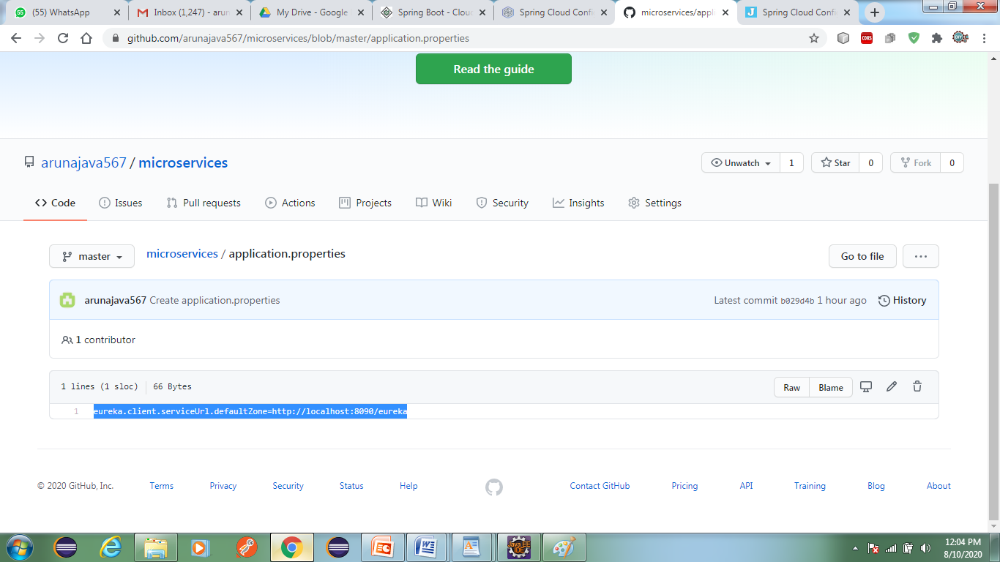 (55) WhatsApp
Inbox (1,247) - arun
My Drive - Google
Spring Boot - Clou
Spring Cloud Confi
microservices/appli
Spring Cloud Confi
github.com/arunajava567/microservices/blob/master/application.properties
CORS
Read the guide
arunajava567 / microservices
Unwatch 1
Star 0
Fork 0
Code
Issues
Pull requests
Actions
Projects
Wiki
Security
Insights
Settings
master
microservices / application.properties
Go to file
...
arunajava567 Create application.properties
Latest commit b029d4b 1 hour ago
History
1 contributor
1 lines (1 sloc) 66 Bytes
Raw
Blame
1 eureka.client.serviceUrl.defaultZone=http://localhost:8090/eureka
© 2020 GitHub, Inc.
Terms
Privacy
Security
Status
Help
Contact GitHub
Pricing
API
Training
Blog
About
Java EE
IDE
12:04 PM
8/10/2020